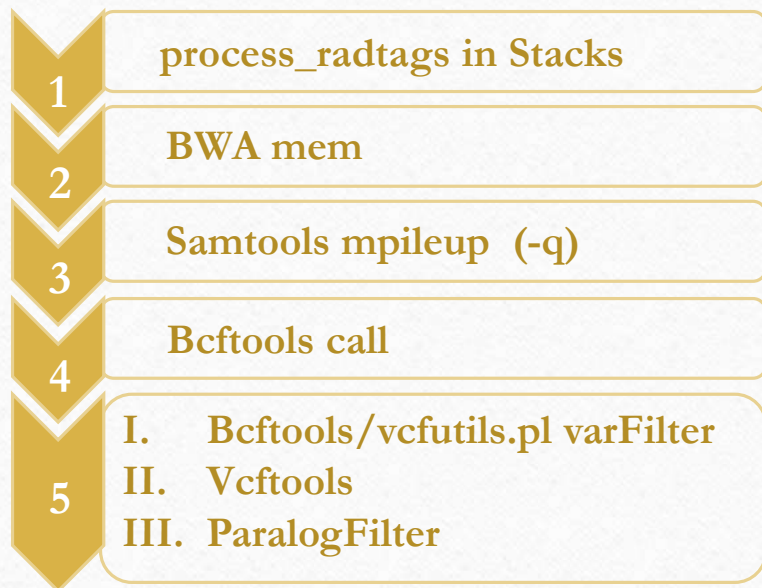 1 process_radtags in Stacks
2 BWA mem
3 Samtools mpileup (-q)
4 Bcftools call
5
I. Bcftools/vcfutils.pl varFilter
II. Vcftools
III. ParalogFilter